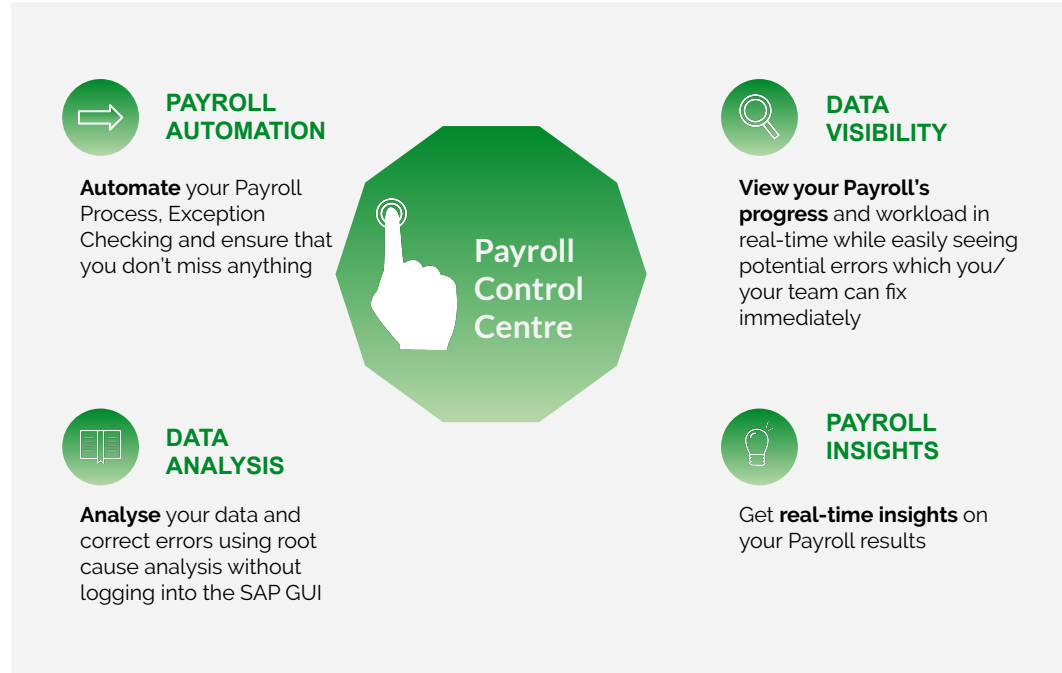 PAYROLL
AUTOMATION
Automate your Payroll
Process, Exception
Checking and ensure that
you don't miss anything
Payroll
Control
Centre
DATA
VISIBILITY
View your Payroll's
progress and workload in
real-time while easily seeing
potential errors which you/
your team can fix
immediately
DATA
ANALYSIS
Analyse your data and
correct errors using root
cause analysis without
logging into the SAP GUI
PAYROLL
INSIGHTS
Get real-time insights on
your Payroll results